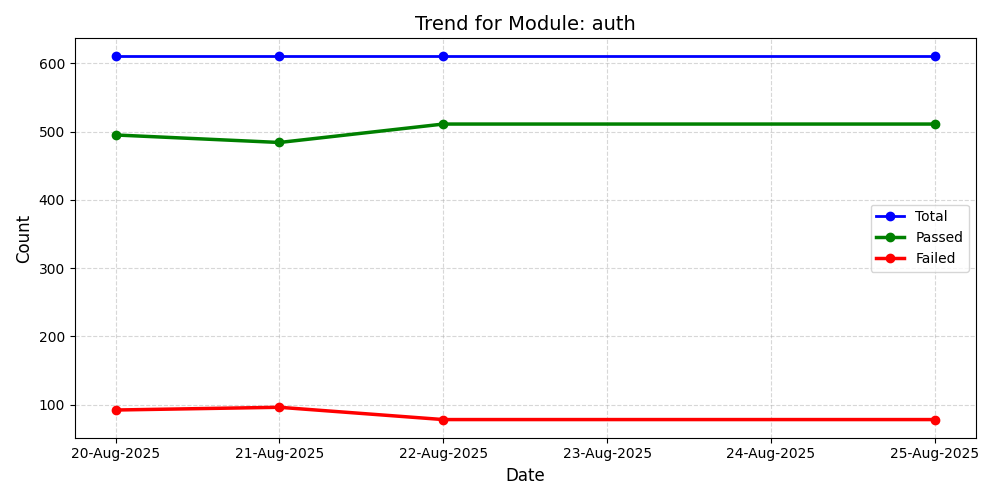 Trend for Module: auth
600
500
400
300
200
100
Count
Total
Passed
Failed
20-Aug-2025 21-Aug-2025 22-Aug-2025 23-Aug-2025 24-Aug-2025 25-Aug-2025
Date